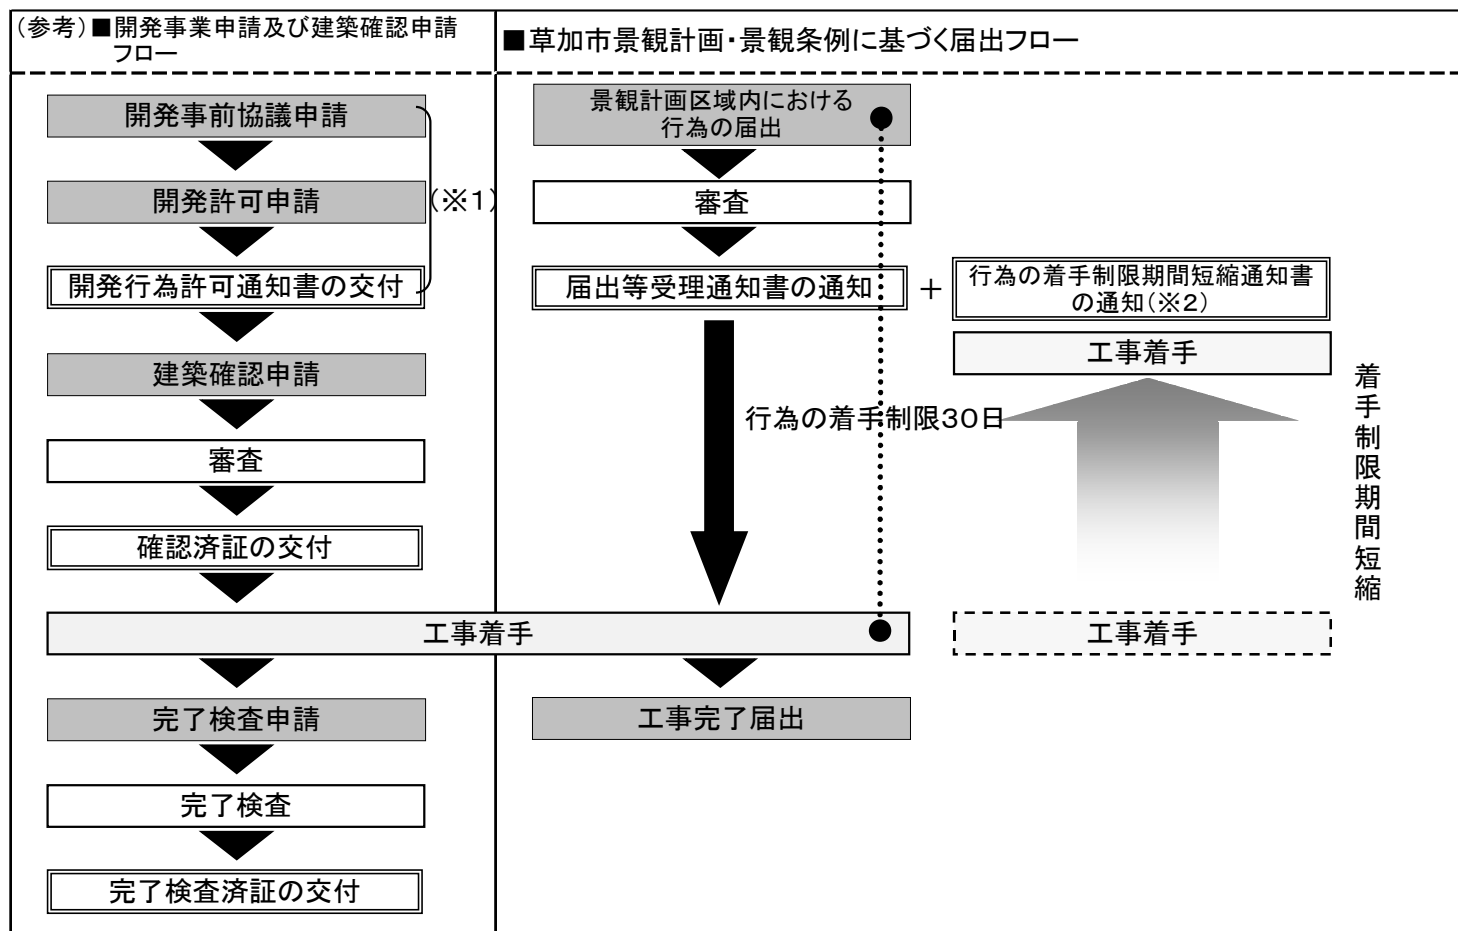 (参考)■開発事業申請及び建築確認申請
フロー
開発事前協議申請
開発許可申請
(※1)
開発行為許可通知書の交付
建築確認申請
審査
確認済証の交付
工事着手
完了検査申請
完了検査
完了検査済証の交付
■草加市景観計画・景観条例に基づく届出フロー
景観計画区域内における
行為の届出
審査
届出等受理通知書の通知
+
行為の着手制限期間短縮通知書
の通知(※2)
工事着手
行為の着手制限30日
着手制限期間短縮
工事着手
工事完了届出